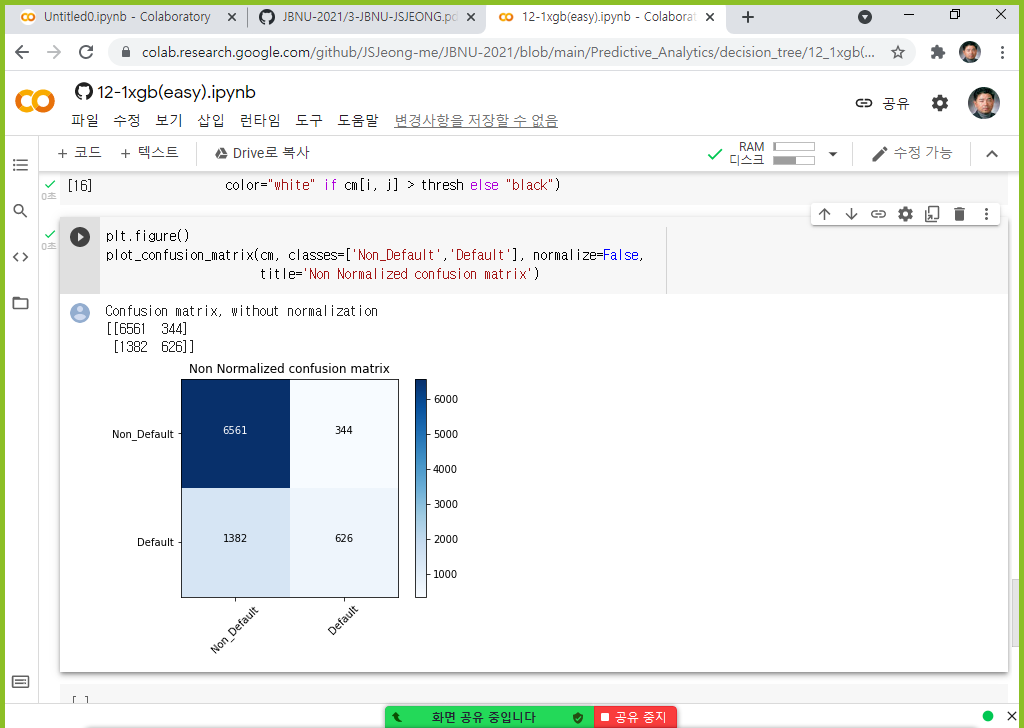 Untitled0.ipynb - Colaboratory
JBNU-2021/3-JBNU-JSJEONG.pd
12-1xgb(easy).ipynb - Colaborat
colab.research.google.com/github/JSJeong-me/JBNU-2021/blob/main/Predictive_Analytics/decision_tree/12_1xgb(...
12-1xgb(easy).ipynb
파일 수정 보기 삽입 런타임 도구 도움말 변경사항을 저장할 수 없음
공유
+ 코드 + 텍스트 Drive로 복사
RAM
디스크
수정 가능
0초
[16] color="white" if cm[i, j] > thresh else "black")
0초
plt.figure()
plot_confusion_matrix(cm, classes=['Non_Default','Default'], normalize=False,
title='Non Normalized confusion matrix')
Confusion matrix, without normalization
[[6561 344]
[1382 626]]
Non Normalized confusion matrix
Non_Default
6561
344
Default
1382
626
Non_Default
Default
6000
5000
4000
3000
2000
1000
[ ]
화면 공유 중입니다
공유 중지